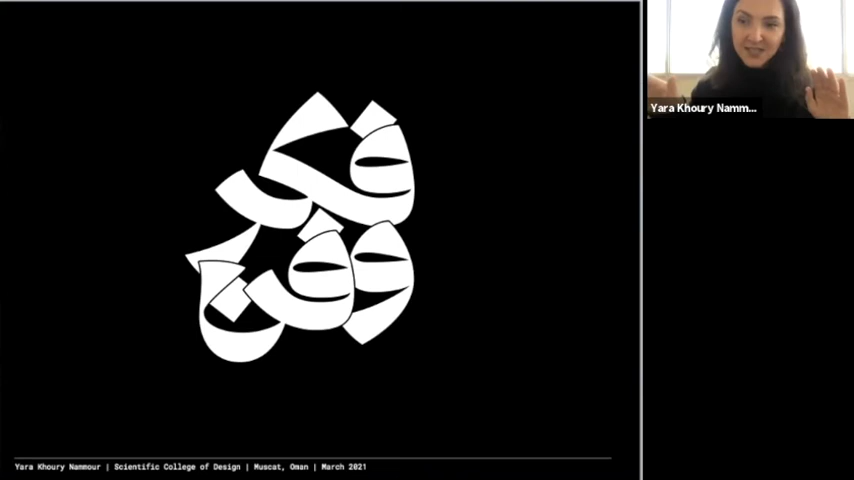 فكر
وفن
Yara Khoury Namm...
Yara Khoury Nammour | Scientific College of Design | Muscat, Oman | March 2021